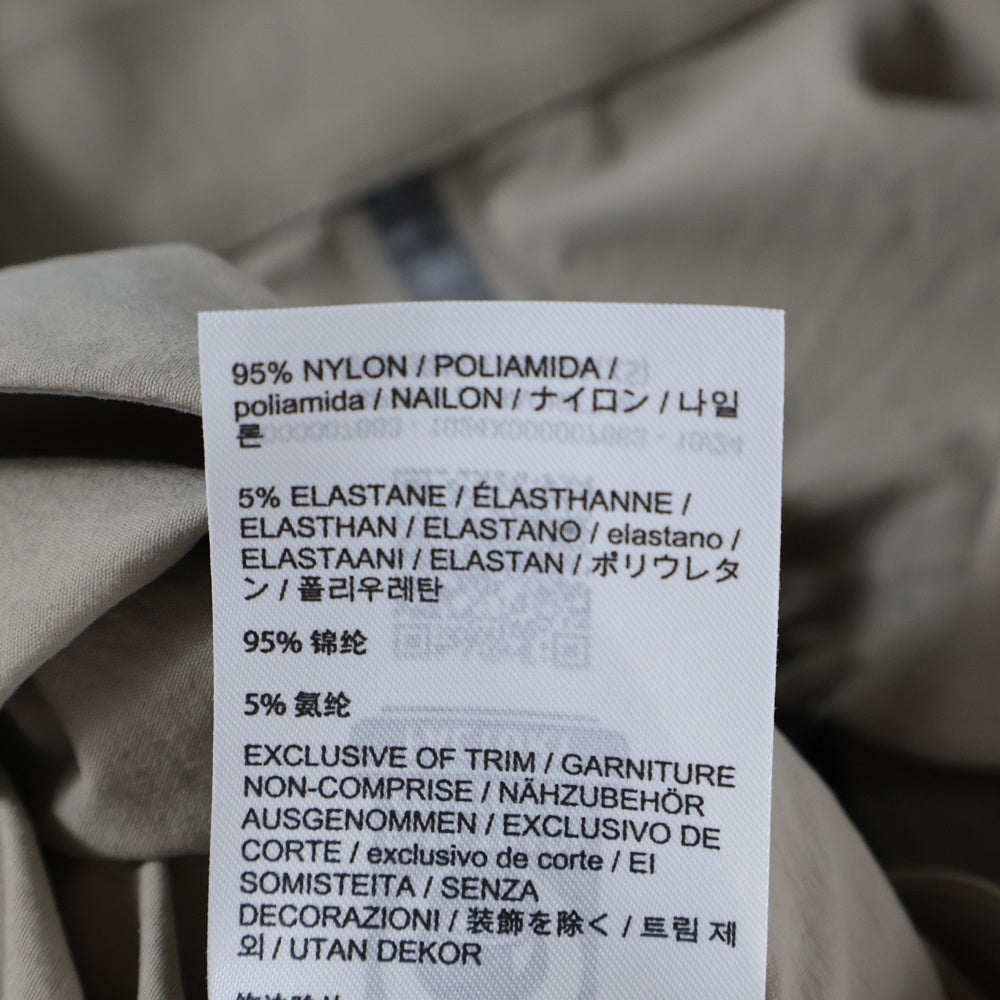 95% NYLON / POLIAMIDA /
poliamida / NAILON / ナイロン / 나일
론
5% ELASTANE / ÉLASTHANNE /
ELASTHAN / ELASTANO / elastano /
ELASTAANI / ELASTAN / ポリウレタ
ン / 폴리우레탄
95% 锦纶
5% 氨纶
EXCLUSIVE OF TRIM / GARNITURE
NON-COMPRISE / NÄHZUBEHÖR
AUSGENOMMEN / EXCLUSIVO DE
CORTE / exclusivo de corte / EI
SOMISTEITA / SENZA
DECORAZIONI / 装飾を除く / 트림 제
외 / UTAN DEKOR